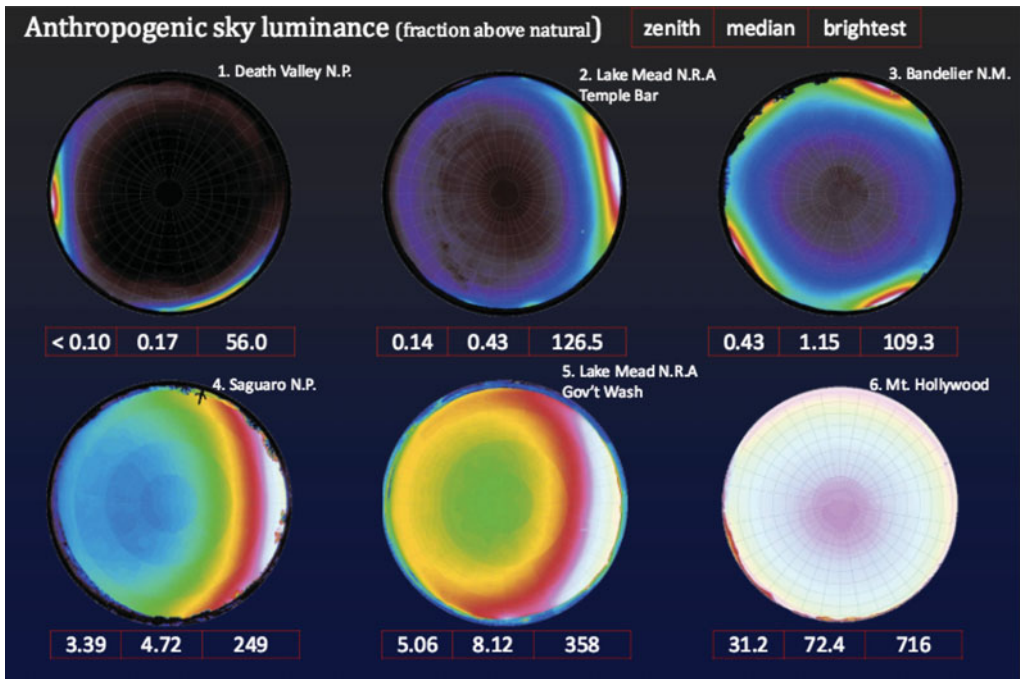 Anthropogenic sky luminance (fraction above natural)
zenith median brightest
1. Death Valley N.P.
< 0.10 0.17 56.0
2. Lake Mead N.R.A
Temple Bar
0.14 0.43 126.5
3. Bandelier N.M.
0.43 1.15 109.3
4. Saguaro N.P.
3.39 4.72 249
5. Lake Mead N.R.A
Gov't Wash
5.06 8.12 358
6. Mt. Hollywood
31.2 72.4 716